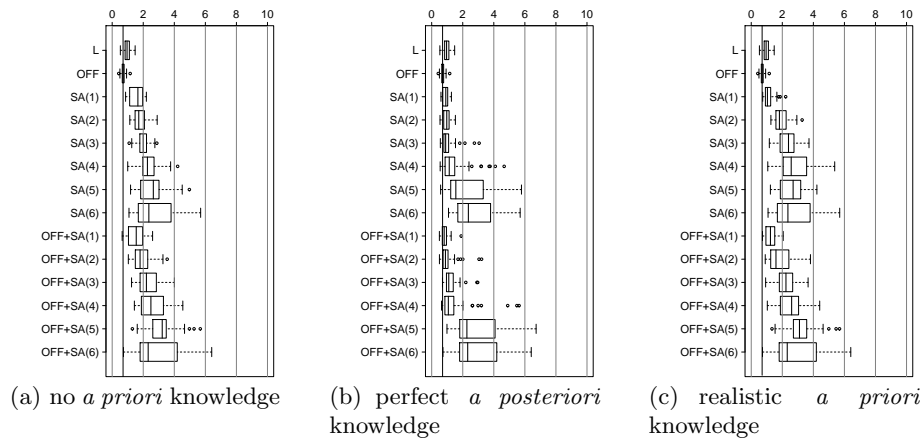 0 2 4 6 8 10
L
OFF
SA(1)
SA(2)
SA(3)
SA(4)
SA(5)
SA(6)
OFF+SA(1)
OFF+SA(2)
OFF+SA(3)
OFF+SA(4)
OFF+SA(5)
OFF+SA(6)
(a) no a priori knowledge
0 2 4 6 8 10
L
OFF
SA(1)
SA(2)
SA(3)
SA(4)
SA(5)
SA(6)
OFF+SA(1)
OFF+SA(2)
OFF+SA(3)
OFF+SA(4)
OFF+SA(5)
OFF+SA(6)
(b) perfect a posteriori
knowledge
0 2 4 6 8 10
L
OFF
SA(1)
SA(2)
SA(3)
SA(4)
SA(5)
SA(6)
OFF+SA(1)
OFF+SA(2)
OFF+SA(3)
OFF+SA(4)
OFF+SA(5)
OFF+SA(6)
(c) realistic a priori
knowledge